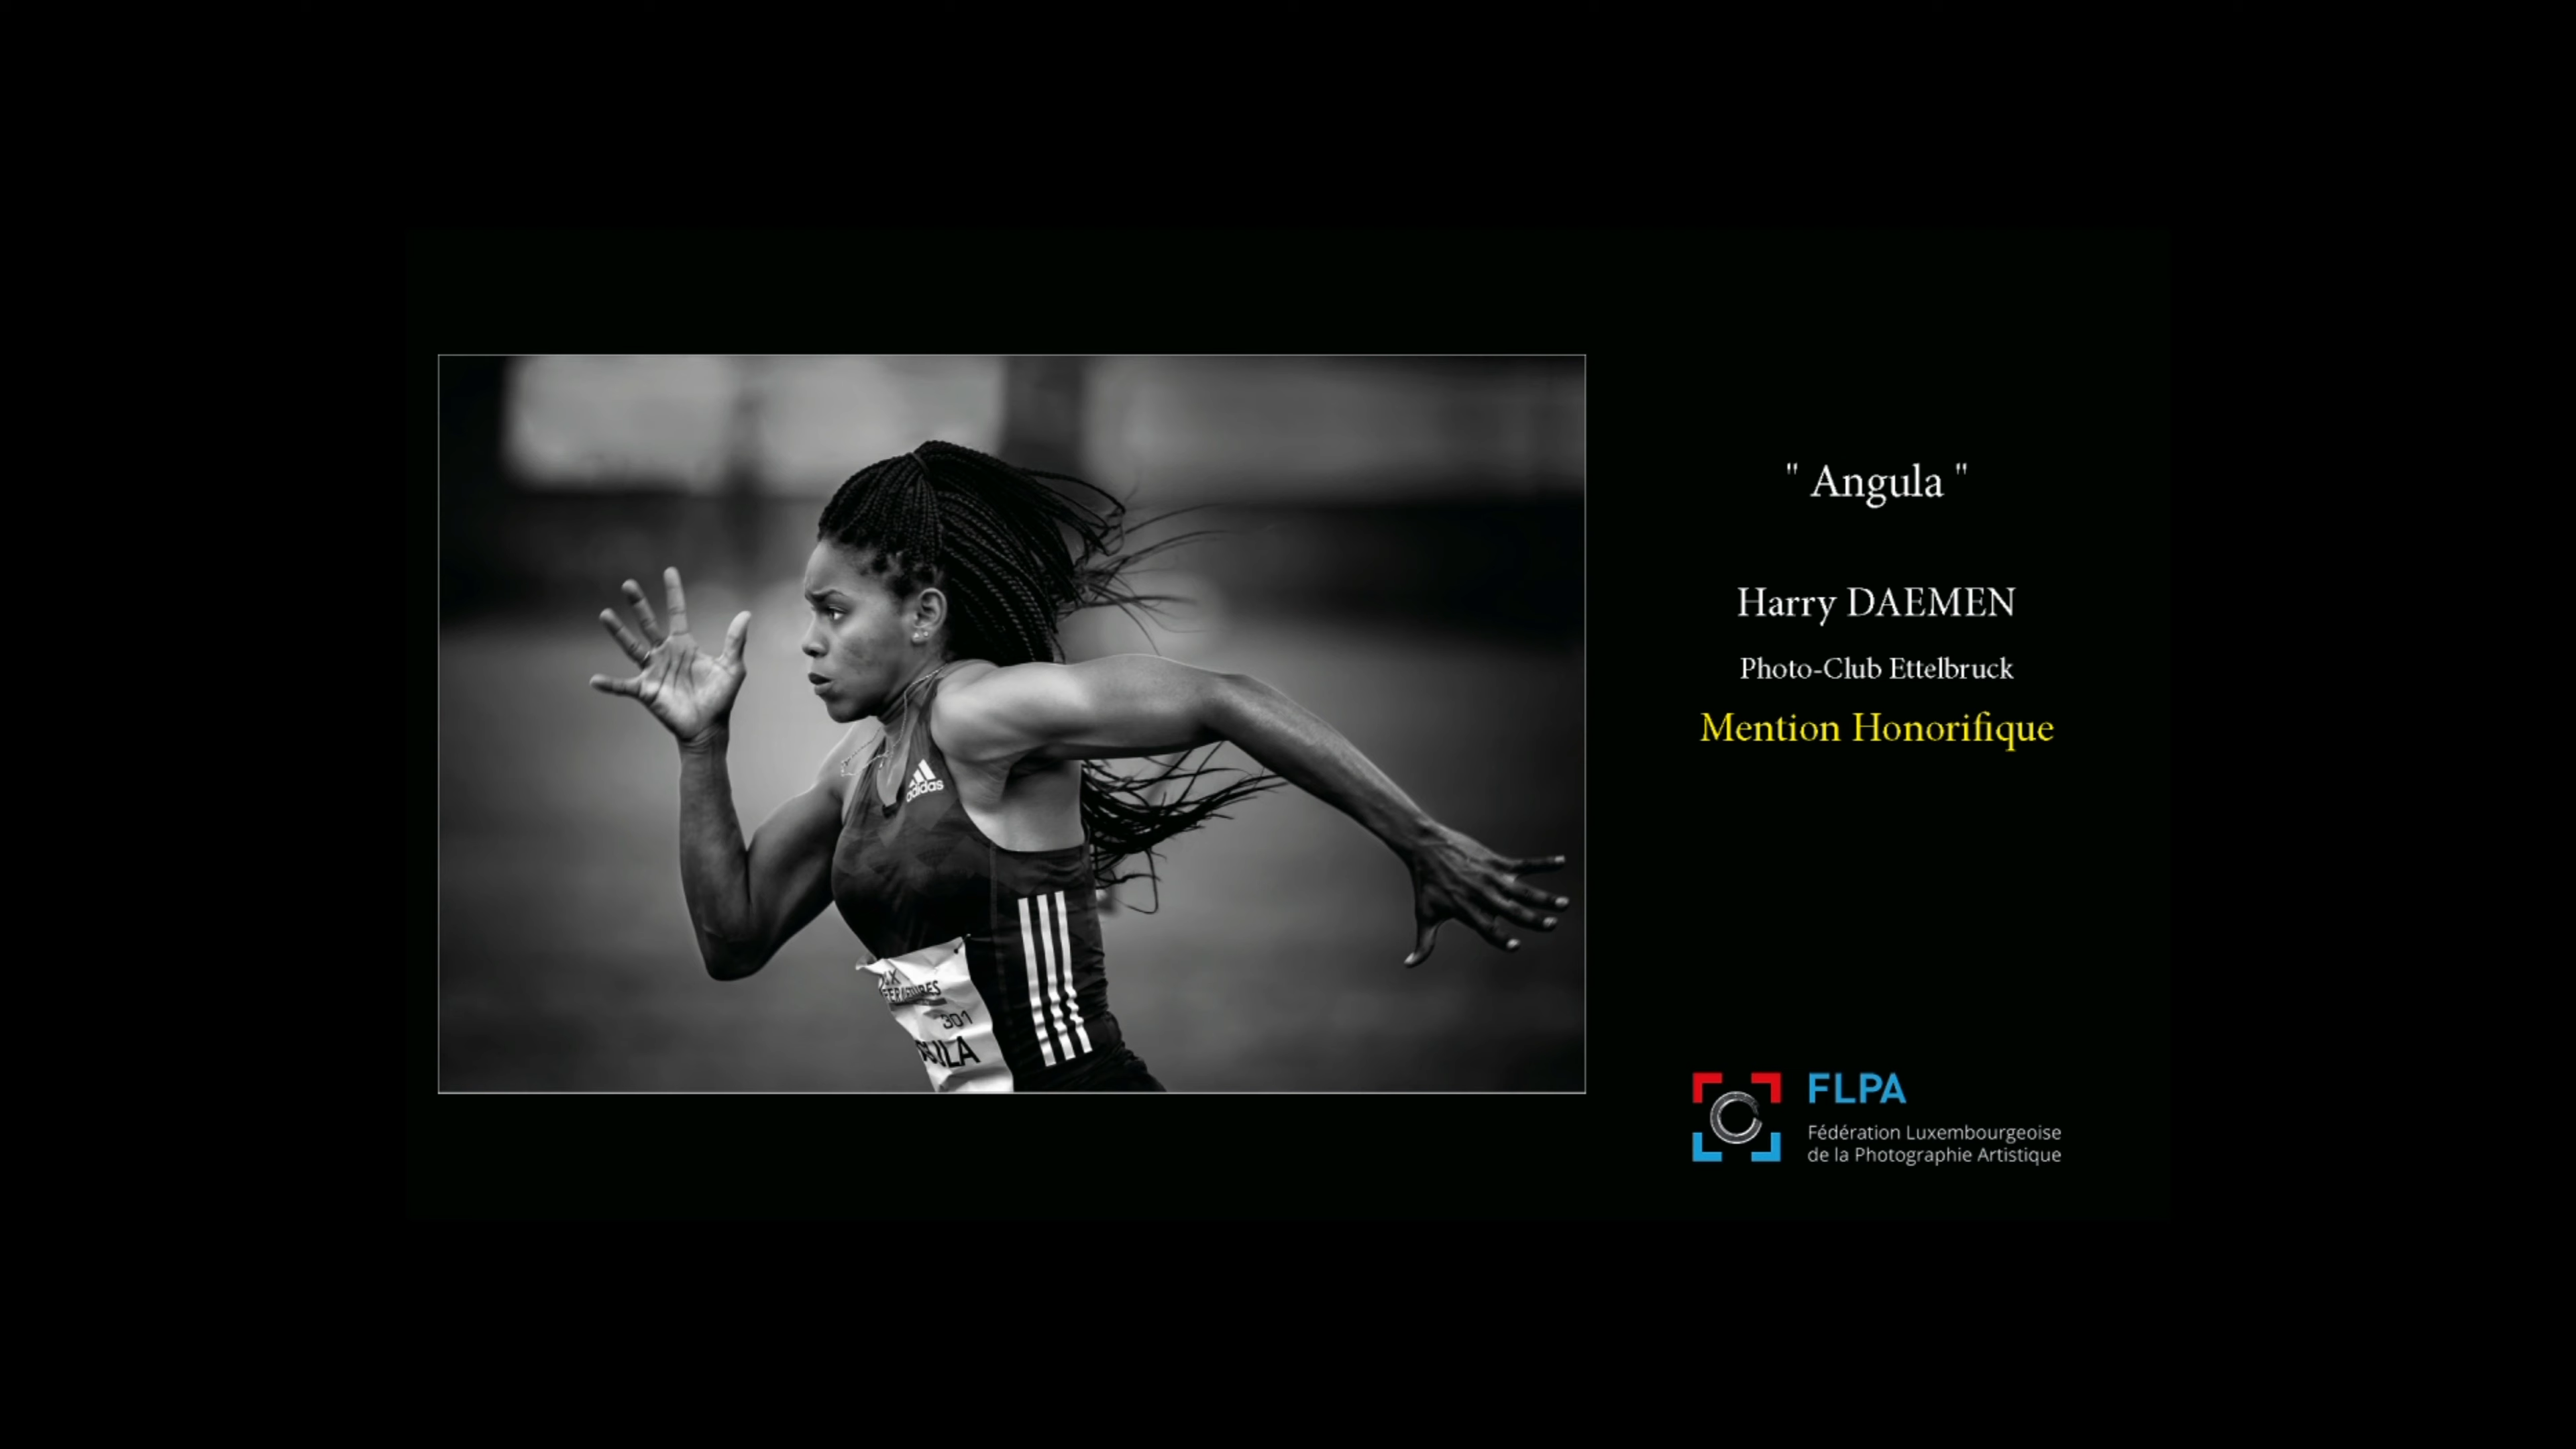 " Angula "
Harry DAEMEN
Photo-Club Ettelbruck
Mention Honorifique
adidas
301
FLPA
Fédération Luxembourgeoise
de la Photographie Artistique